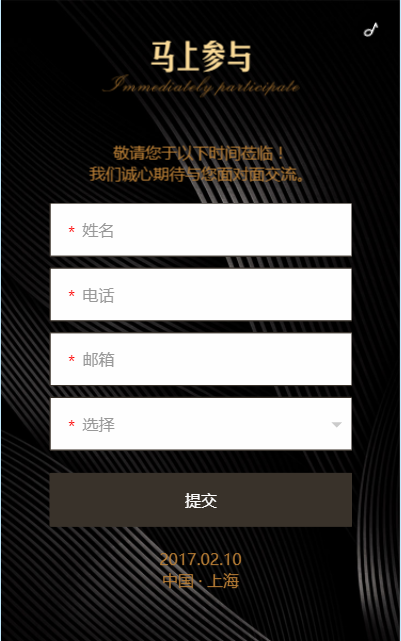 马上参与
Immediately participate
敬请您于以下时间莅临！
我们诚心期待与您面对面交流。
* 姓名
* 电话
* 邮箱
* 选择
提交
2017.02.10
中国 · 上海